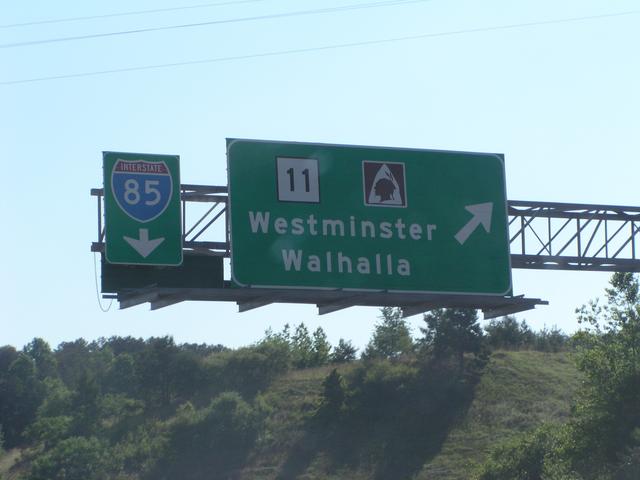 INTERSTATE
85
11
Westminster
Walhalla